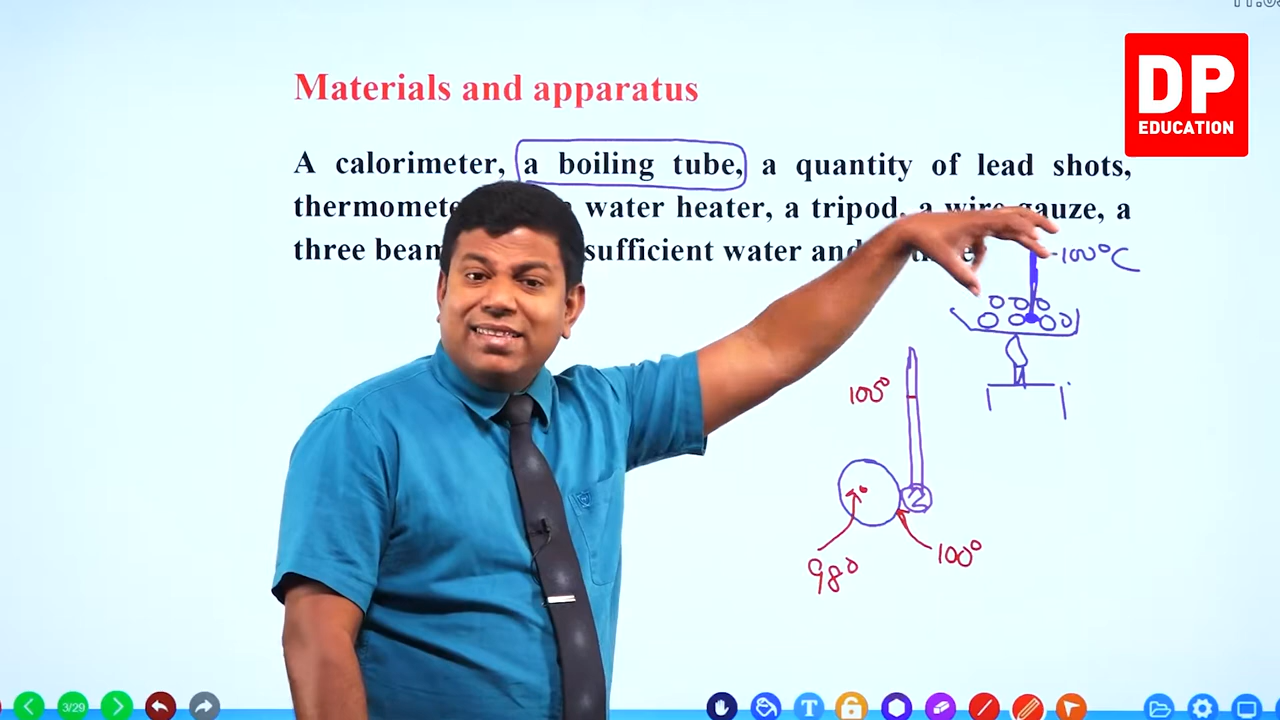 DP
EDUCATION
Materials and apparatus
A calorimeter, a boiling tube, a quantity of lead shots,
water heater, a tripod, a wire gauze, a
three beam sufficient water and
100°C
100°
2
98°
100°
3/29
T